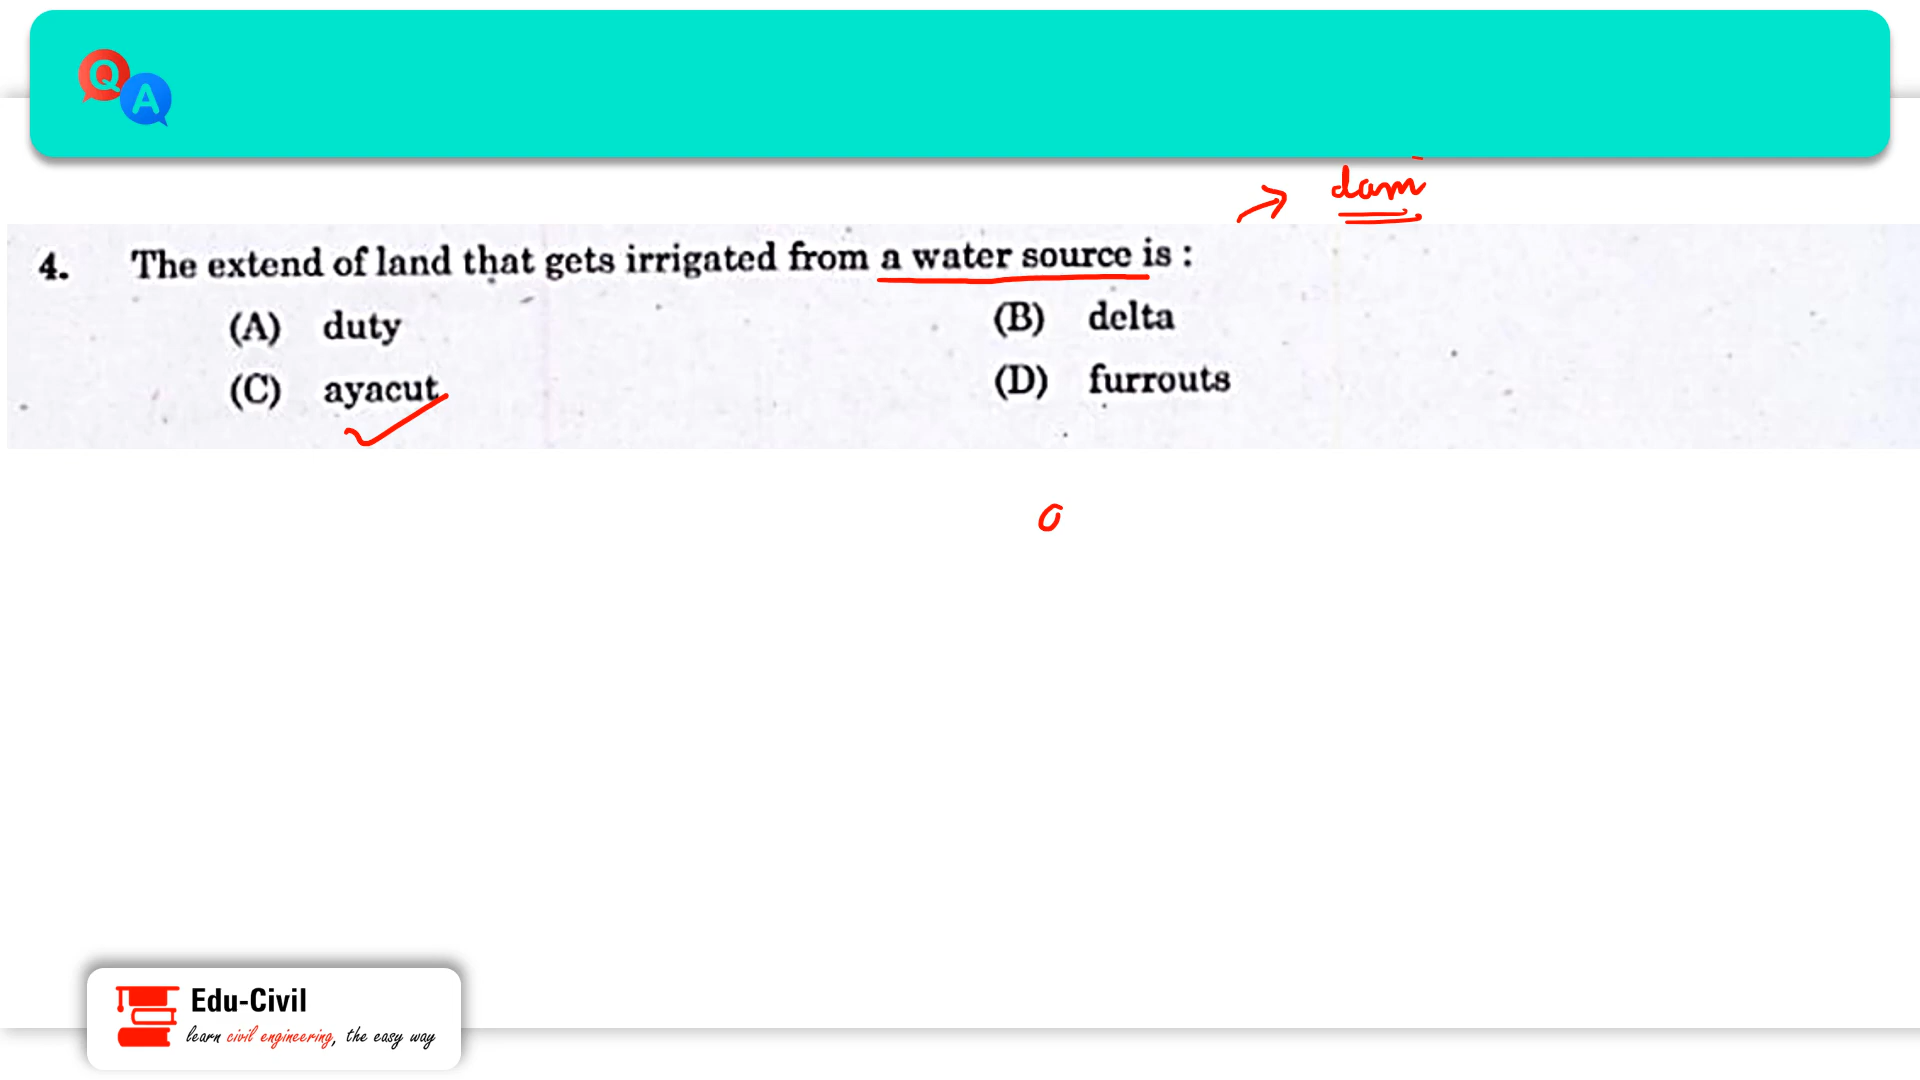 Q
A
dam
4. The extend of land that gets irrigated from a water source is :
(A) duty (B) delta
(C) ayacut (D) furrouts
Edu-Civil
learn civil engineering, the easy way